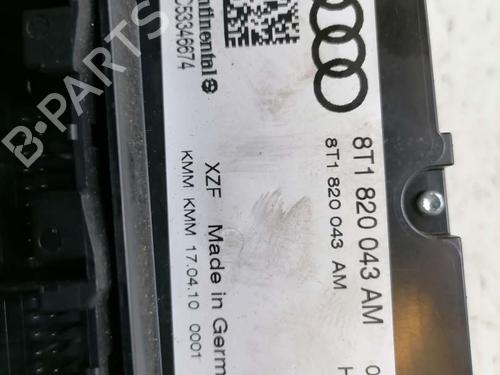 8T1 820 043 AM
8T1 820 043 AM
Continental
XZF Made in Germ
KMM KMM 17.04.10 0001
B-PARTS